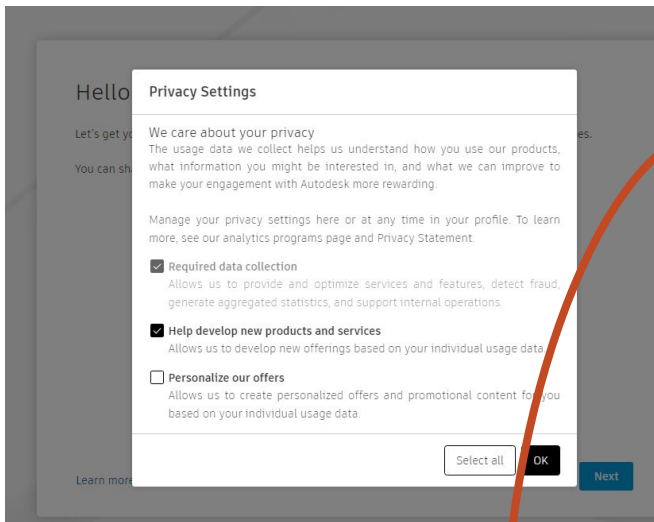 Hello
Privacy Settings
Let's get yo
es.
You can sh
We care about your privacy
The usage data we collect helps us understand how you use our products,
what information you might be interested in, and what we can improve to
make your engagement with Autodesk more rewarding.
Manage your privacy settings here or at any time in your profile. To learn
more, see our analytics programs page and Privacy Statement.
Required data collection
Allows us to provide and optimize services and features, detect fraud,
generate aggregated statistics, and support internal operations.
Help develop new products and services
Allows us to develop new offerings based on your individual usage data.
Personalize our offers
Allows us to create personalized offers and promotional content for you
based on your individual usage data.
Select all
OK
Learn more
Next